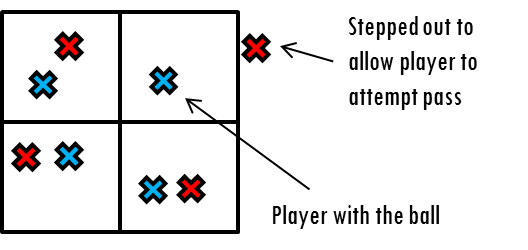 Stepped out to
allow player to
attempt pass
Player with the ball